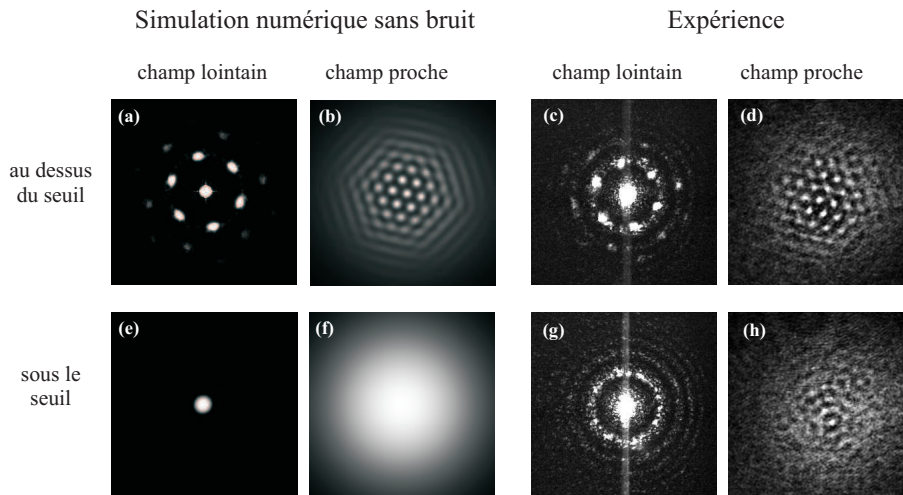 Simulation numérique sans bruit
Expérience
champ lointain
champ proche
champ lointain
champ proche
au dessus
du seuil
(a)
(b)
(c)
(d)
sous le
seuil
(e)
(f)
(g)
(h)